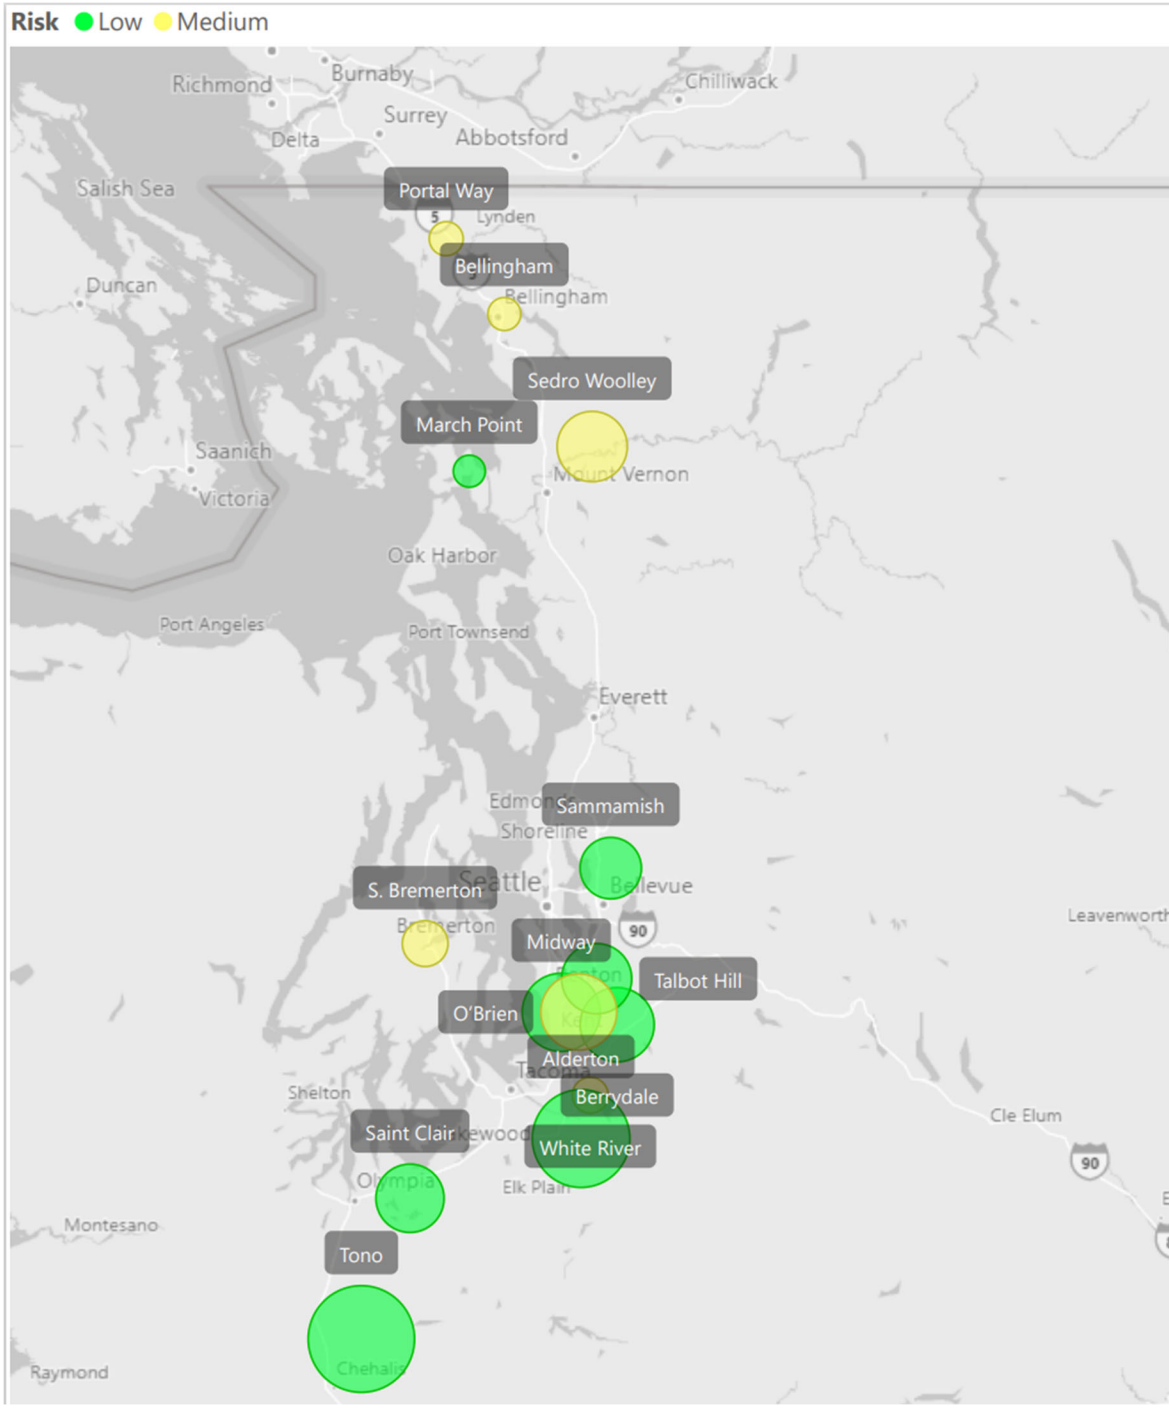 Risk Low Medium
Burnaby
Richmond
Chilliwack
Surrey
Delta
Abbotsford
Salish Sea
Portal Way
5
Lynden
Bellingham
Duncan
Bellingham
Sedro Woolley
March Point
Saanich
Mount Vernon
Victoria
Oak Harbor
Port Angeles
Port Townsend
Everett
Sammamish
Shoreline
Seattle
Bellevue
S. Bremerton
Bremerton
Leavenworth
90
Midway
Talbot Hill
O'Brien
Alderton
Tacoma
Shelton
Berrydale
Cle Elum
Saint Clair
White River
90
Olympia
Elk Plain
Montesano
Tono
Chehalis
Raymond